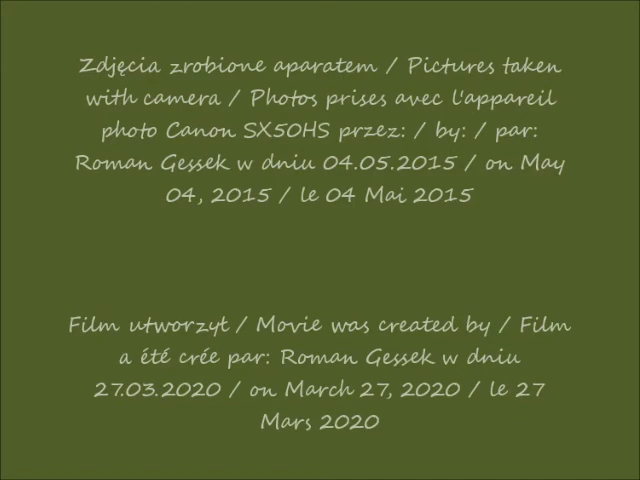 Zdjęcia zrobione aparatem / Pictures taken
with camera / Photos prises avec l'appareil
photo Canon SX50HS przez: / by: / par:
Roman Gessek w dniu 04.05.2015 / on May
04, 2015 / le 04 Mai 2015
Film utworzył / Movie was created by / Film
a été crée par: Roman Gessek w dniu
27.03.2020 / on March 27, 2020 / le 27
Mars 2020